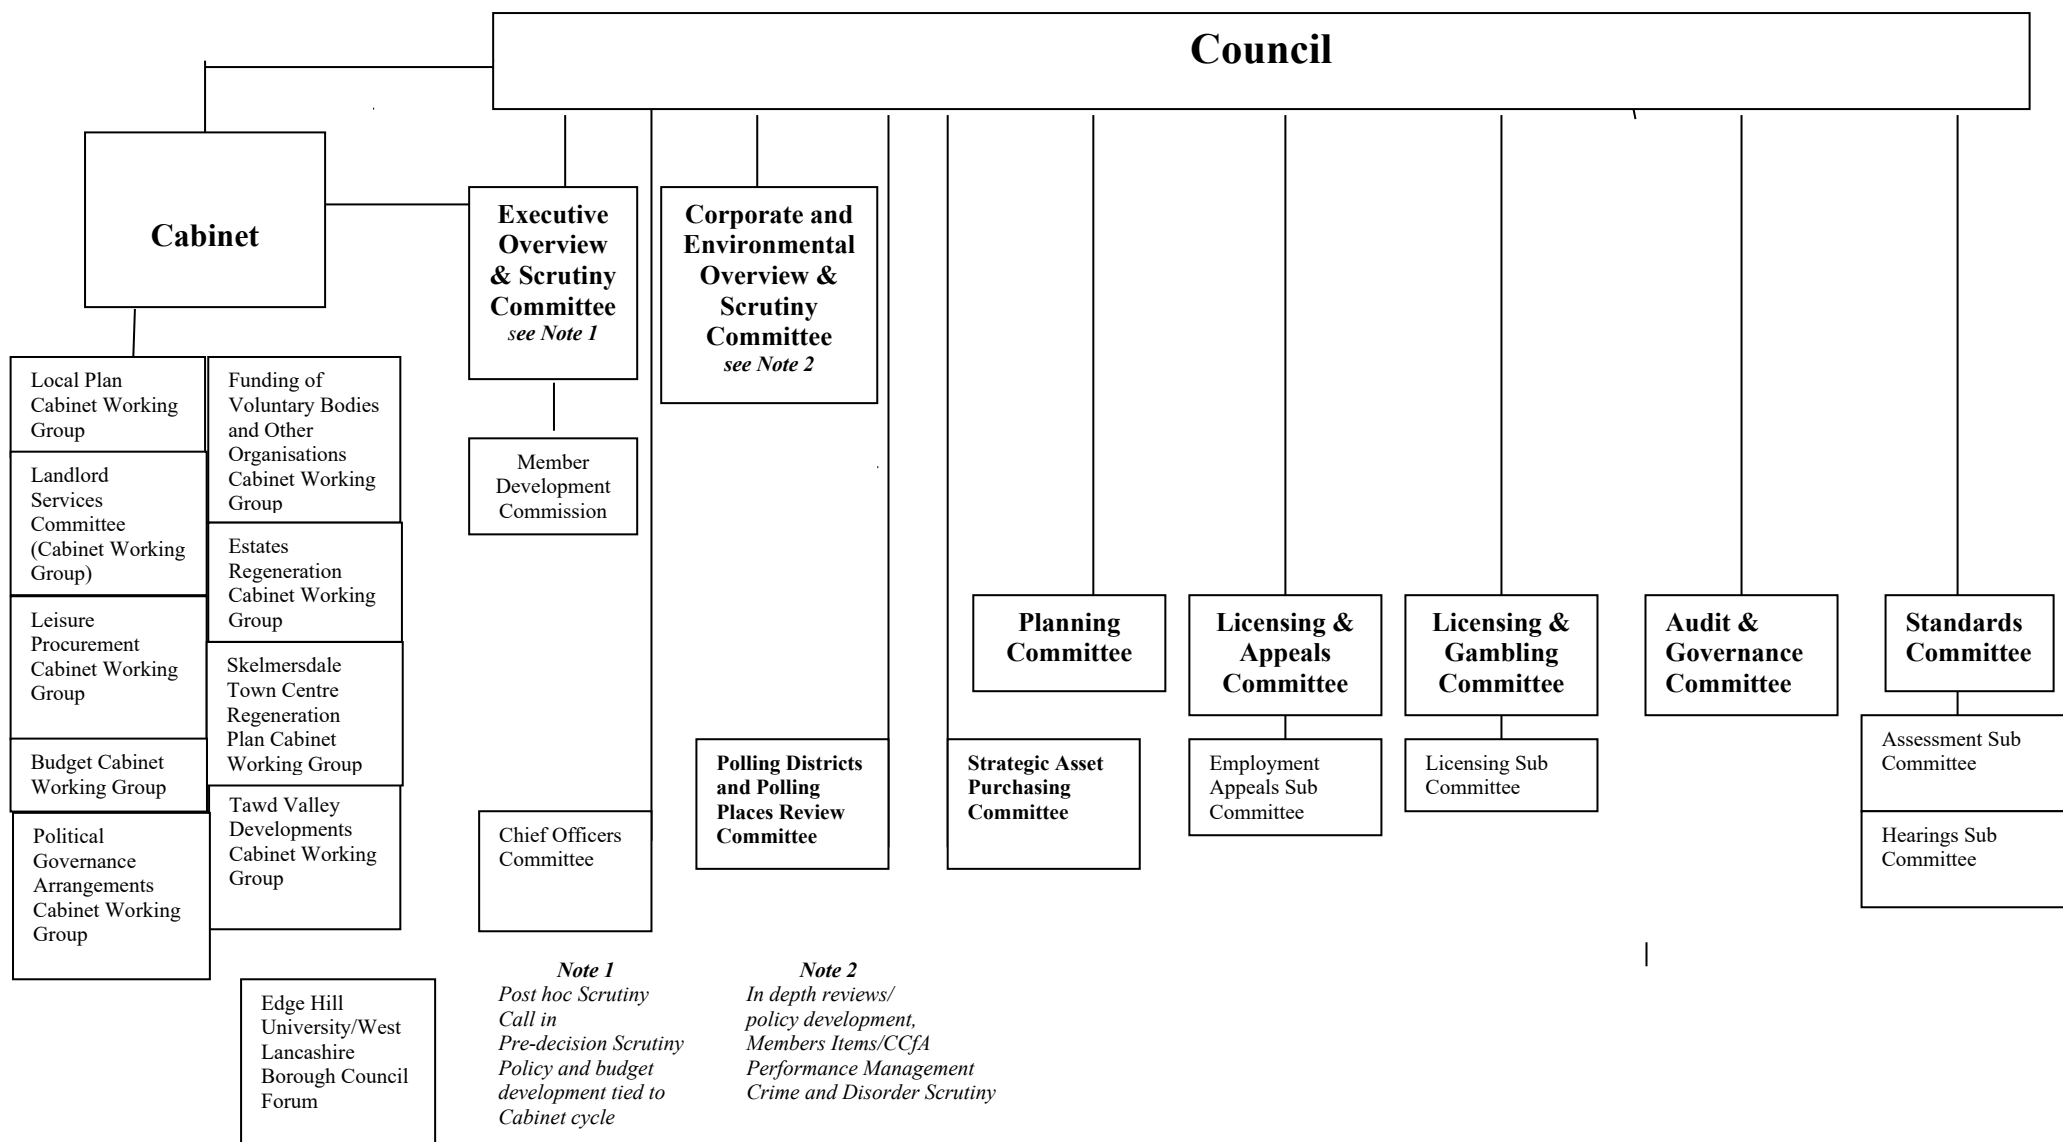 Council
Cabinet
Executive
Overview
& Scrutiny
Committee
see Note 1
Corporate and
Environmental
Overview &
Scrutiny
Committee
see Note 2
Local Plan
Cabinet Working
Group
Funding of
Voluntary Bodies
and Other
Organisations
Cabinet Working
Group
Landlord
Services
Committee
(Cabinet Working
Group)
Estates
Regeneration
Cabinet Working
Group
Leisure
Procurement
Cabinet Working
Group
Skelmersdale
Town Centre
Regeneration
Plan Cabinet
Working Group
Budget Cabinet
Working Group
Tawd Valley
Developments
Cabinet Working
Group
Political
Governance
Arrangements
Cabinet Working
Group
Edge Hill
University/West
Lancashire
Borough Council
Forum
Member
Development
Commission
Chief Officers
Committee
Polling Districts
and Polling
Places Review
Committee
Strategic Asset
Purchasing
Committee
Planning
Committee
Licensing &
Appeals
Committee
Employment
Appeals Sub
Committee
Licensing &
Gambling
Committee
Licensing Sub
Committee
Audit &
Governance
Committee
Standards
Committee
Assessment Sub
Committee
Hearings Sub
Committee
Note 1
Post hoc Scrutiny
Call in
Pre-decision Scrutiny
Policy and budget
development tied to
Cabinet cycle
Note 2
In depth reviews/
policy development,
Members Items/CCfA
Performance Management
Crime and Disorder Scrutiny